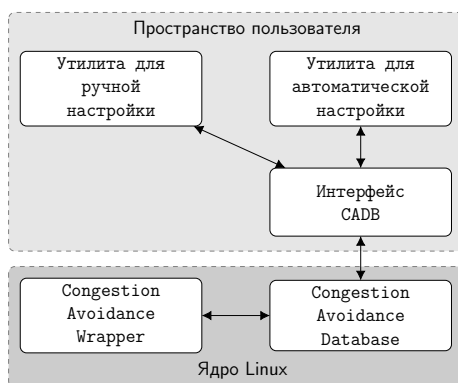 Пространство пользователя
Утилита для
ручной
настройки
Утилита для
автоматической
настройки
Интерфейс
CADB
Congestion
Avoidance
Wrapper
Congestion
Avoidance
Database
Ядро Linux